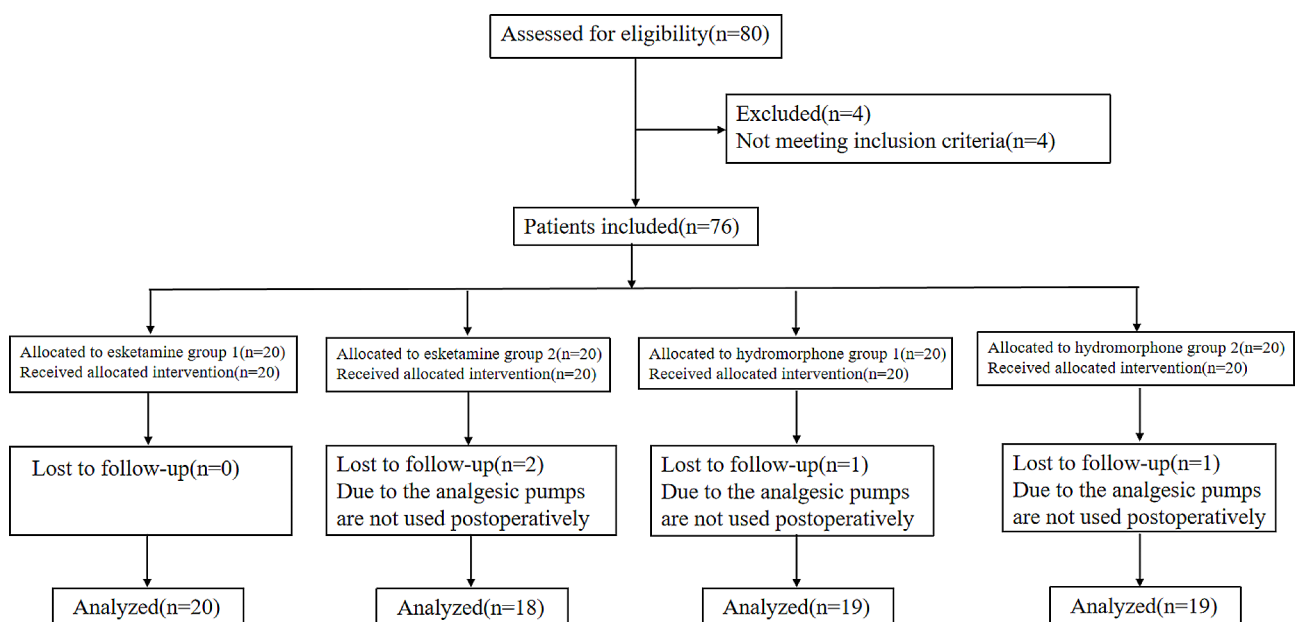 Assessed for eligibility(n=80)
Excluded(n=4)
Not meeting inclusion criteria(n=4)
Patients included(n=76)
Allocated to esketamine group 1(n=20)
Received allocated intervention(n=20)
Allocated to esketamine group 2(n=20)
Received allocated intervention(n=20)
Allocated to hydromorphone group 1(n=20)
Received allocated intervention(n=20)
Allocated to hydromorphone group 2(n=20)
Received allocated intervention(n=20)
Lost to follow-up(n=0)
Lost to follow-up(n=2)
Due to the analgesic pumps
are not used postoperatively
Lost to follow-up(n=1)
Due to the analgesic pumps
are not used postoperatively
Lost to follow-up(n=1)
Due to the analgesic pumps
are not used postoperatively
Analyzed(n=20)
Analyzed(n=18)
Analyzed(n=19)
Analyzed(n=19)